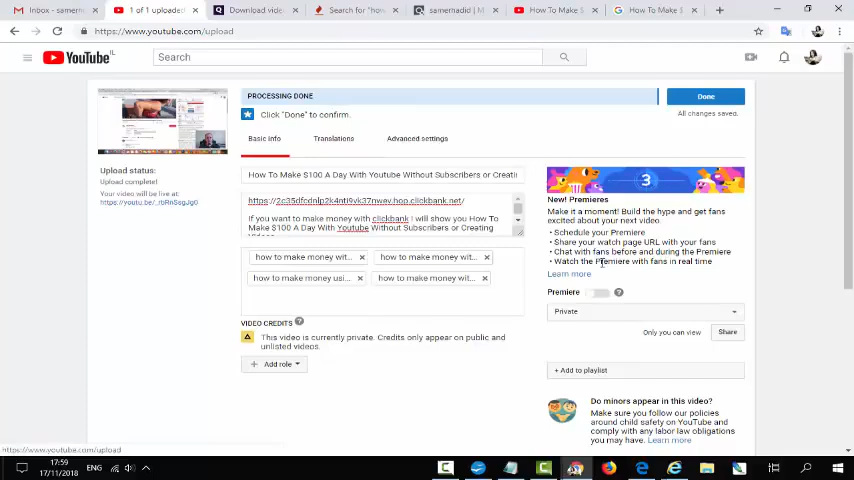 Inbox - samerna
1 of 1 uploaded
Download vide
Search for "how
samernadid | M
How To Make $
How To Make $
https://www.youtube.com/upload
YouTube IL
Search
PROCESSING DONE
Done
Click "Done" to confirm.
All changes saved.
Basic info
Translations
Advanced settings
Upload status:
Upload complete!
Your video will be live at:
How To Make $100 A Day With Youtube Without Subscribers or Creatin
If you want to make money with clickbank ! will show you How
To Make $100 A Day With Youtube Without Subscribers or Creating
how to make money wit...
how to make money wit...
how to make money usi...
how to make money wit...
3
New! Premieres
Make it a moment! Build the hype and get fans
excited about your next video.
• Schedule your Premiere
• Share your watch page URL with your fans
• Chat with fans before and during the Premiere
• Watch the Premiere with fans in real time
Learn more
Premiere
Private
Only you can view
Share
+ Add to playlist
VIDEO CREDITS
This video is currently private. Credits only appear on public and
unlisted videos.
+ Add role
Do minors appear in this video?
Make sure you follow our policies
around child safety on YouTube and
comply with any labor law obligations
you may have. Learn more
https://www.youtube.com/upload
17:59
17/11/2018
ENG